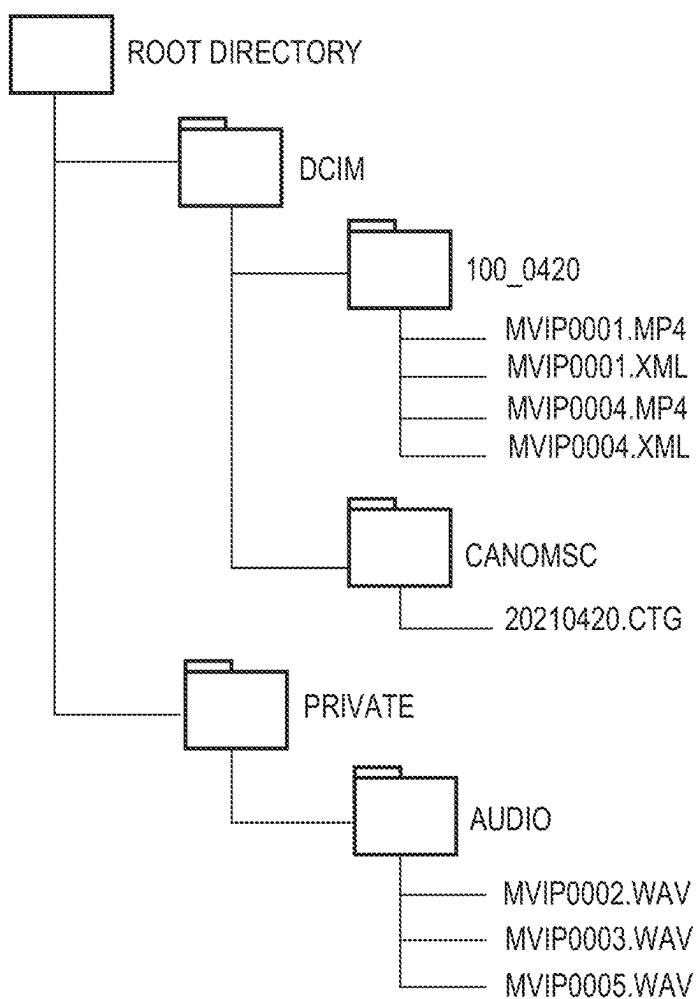 ROOT DIRECTORY
DCIM
100_0420
MVIP0001.MP4
MVIP0001.XML
MVIP0004.MP4
MVIP0004.XML
CANOMSC
20210420.CTG
PRIVATE
AUDIO
MVIP0002.WAV
MVIP0003.WAV
MVIP0005.WAV